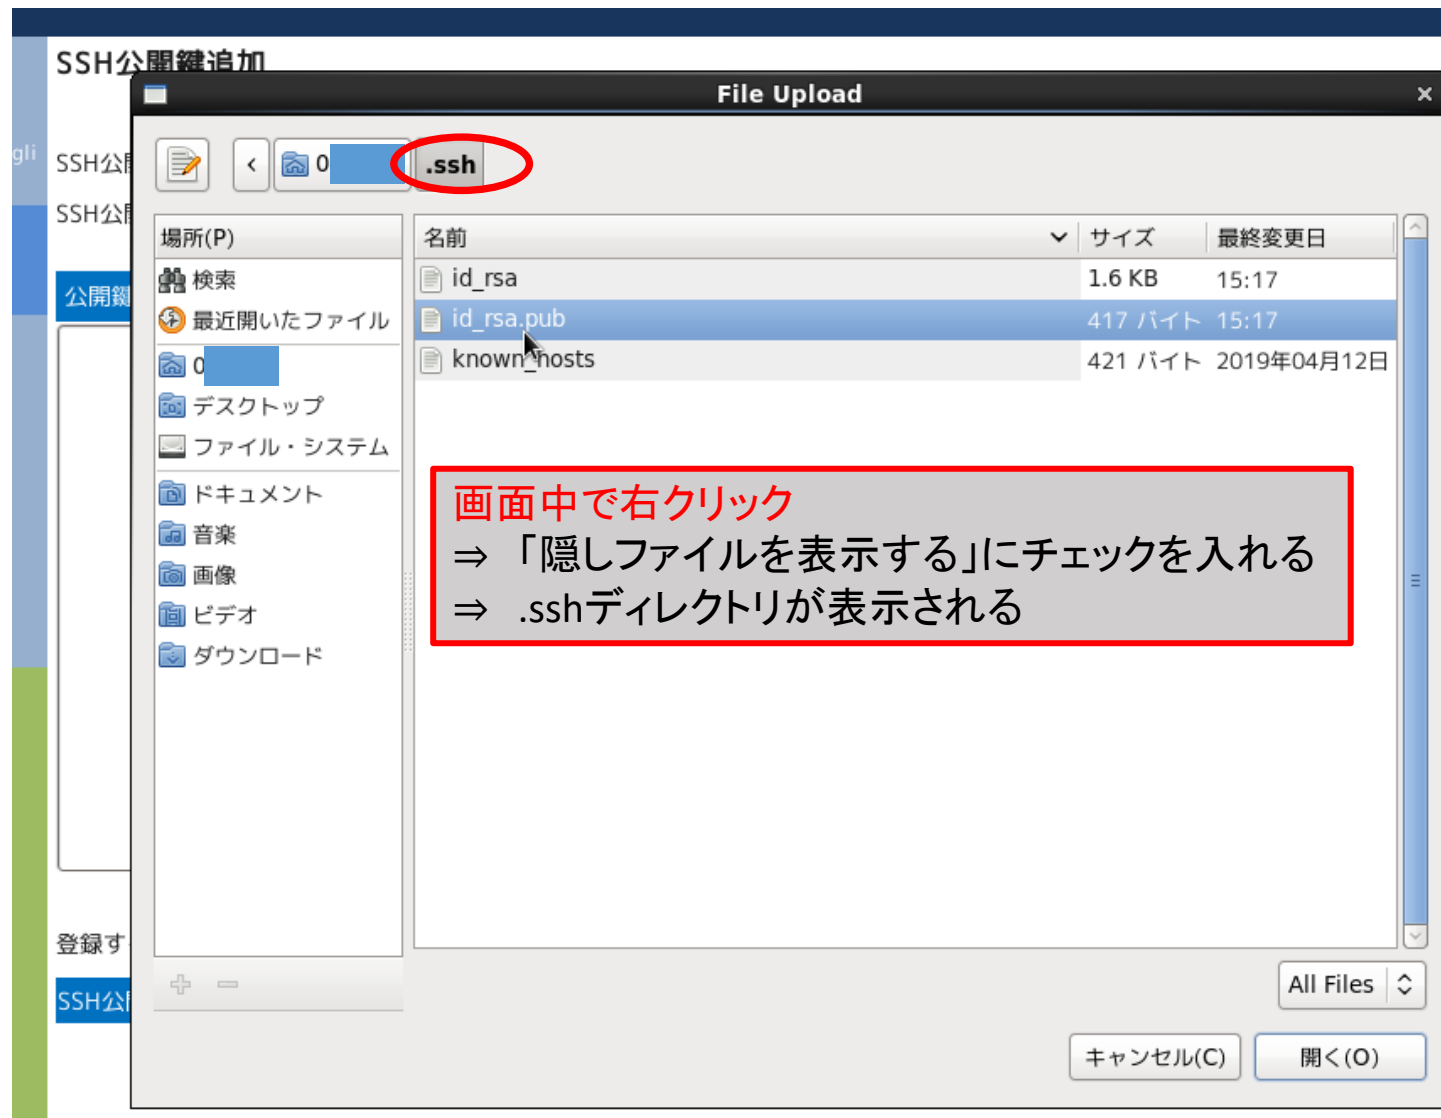 SSH公開鍵追加
File Upload
gli
SSH公開
0
.ssh
SSH公開
場所(P)
名前
サイズ
最終変更日
検索
id_rsa
1.6 KB
15:17
公開鍵
最近開いたファイル
id_rsa.pub
417 バイト
15:17
0
known_hosts
421 バイト
2019年04月12日
デスクトップ
ファイル・システム
ドキュメント
音楽
画像
ビデオ
ダウンロード
画面中で右クリック
⇒ 「隠しファイルを表示する」にチェックを入れる
⇒ .sshディレクトリが表示される
登録す
SSH公開
All Files
キャンセル(C)
開く(O)